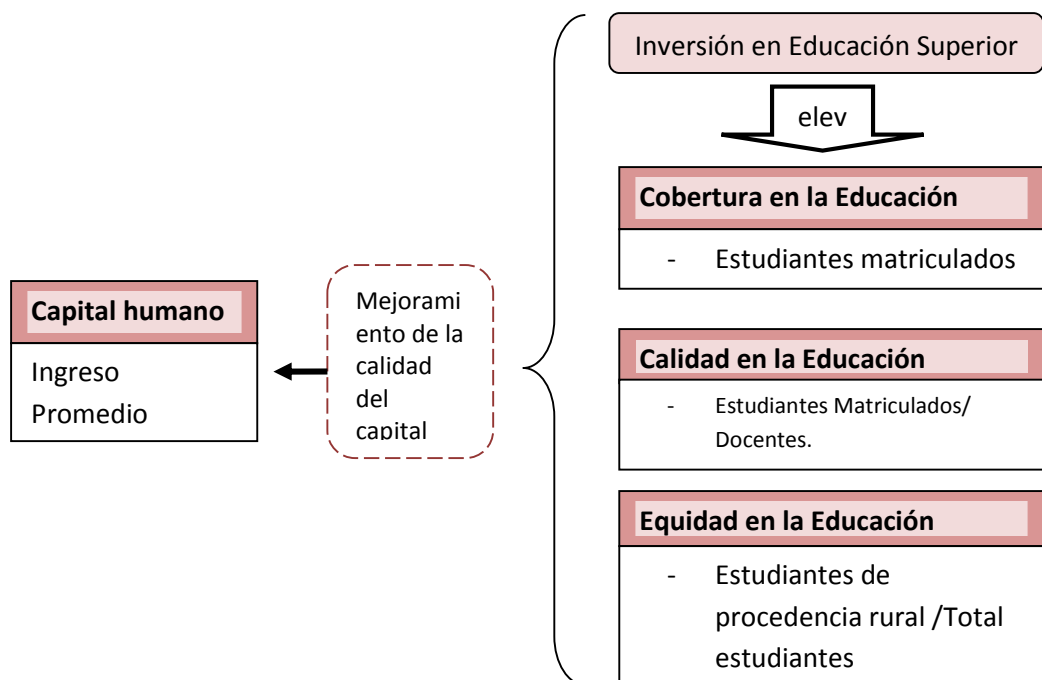 Inversión en Educación Superior
elev
Cobertura en la Educación
- Estudiantes matriculados
Capital humano
Ingreso
Promedio
Mejorami
ento de la
calidad
del
capital
Calidad en la Educación
- Estudiantes Matriculados/
Docentes.
Equidad en la Educación
- Estudiantes de
procedencia rural /Total
estudiantes